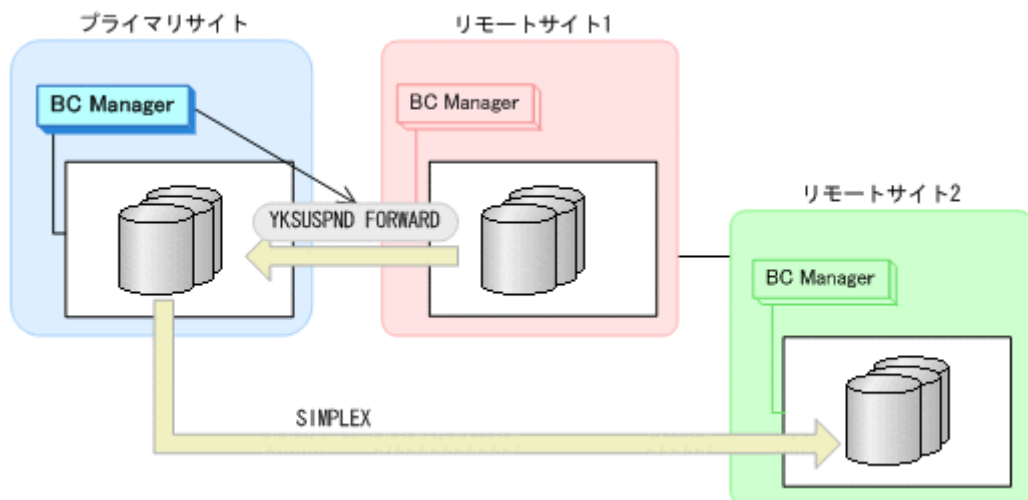 プライマリサイト
リモートサイト1
BC Manager
BC Manager
リモートサイト2
YKSUSPND FORWARD
BC Manager
SIMPLEX